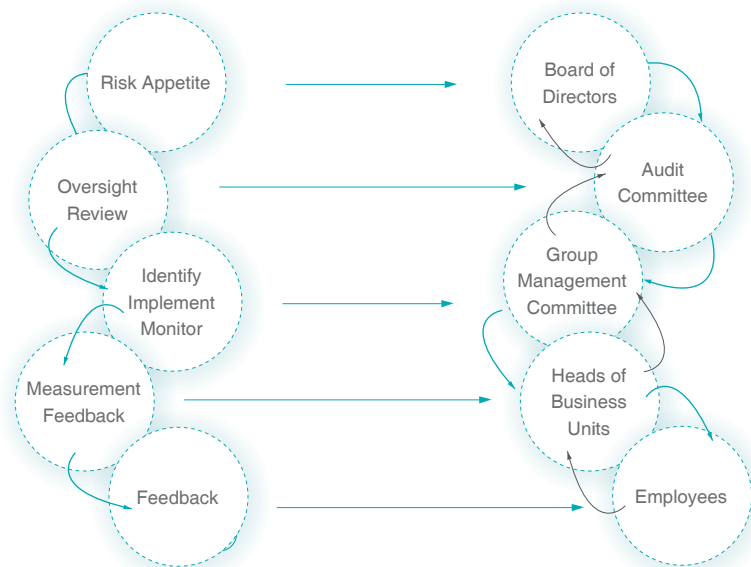 Risk Appetite
Board of
Directors
Oversight
Review
Audit
Committee
Identify
Implement
Monitor
Group
Management
Committee
Measurement
Feedback
Heads of
Business
Units
Feedback
Employees